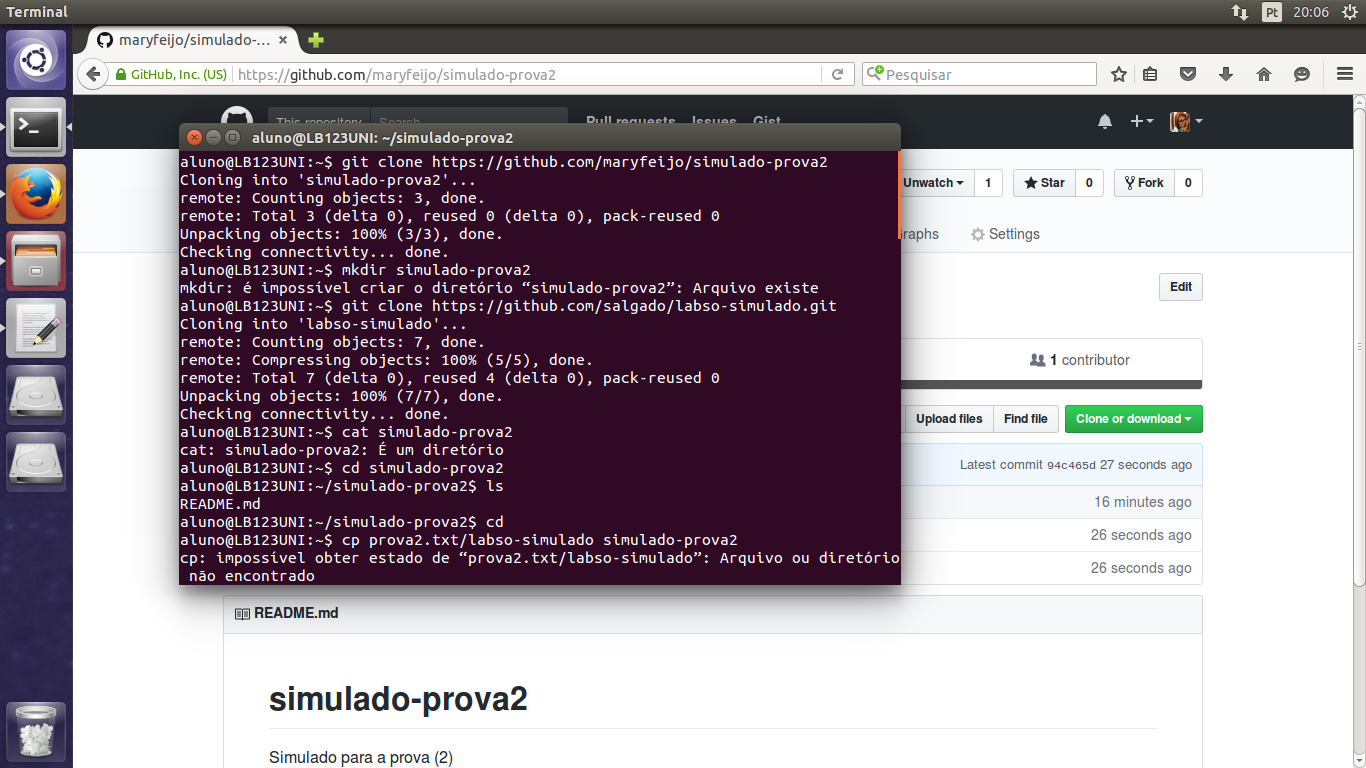 Terminal
Pt
20:06
maryfeijo/simulado-...
GitHub, Inc. (US)
https://github.com/maryfeijo/simulado-prova2
Pesquisar
This repository
Search
Pull requests
Issues
Gist
aluno@LB123UNI: ~/simulado-prova2
aluno@LB123UNI:~$ git clone https://github.com/maryfeijo/simulado-prova2
Cloning into 'simulado-prova2'...
remote: Counting objects: 3, done.
remote: Total 3 (delta 0), reused 0 (delta 0), pack-reused 0
Unpacking objects: 100% (3/3), done.
Checking connectivity... done.
aluno@LB123UNI:~$ mkdir simulado-prova2
mkdir: é impossível criar o diretório “simulado-prova2”: Arquivo existe
aluno@LB123UNI:~$ git clone https://github.com/salgado/labso-simulado.git
Cloning into 'labso-simulado'...
remote: Counting objects: 7, done.
remote: Compressing objects: 100% (5/5), done.
remote: Total 7 (delta 0), reused 4 (delta 0), pack-reused 0
Unpacking objects: 100% (7/7), done.
Checking connectivity... done.
aluno@LB123UNI:~$ cat simulado-prova2
cat: simulado-prova2: É um diretório
aluno@LB123UNI:~$ cd simulado-prova2
aluno@LB123UNI:~/simulado-prova2$ ls
README.md
aluno@LB123UNI:~/simulado-prova2$ cd
aluno@LB123UNI:~$ cp prova2.txt/labso-simulado simulado-prova2
cp: impossível obter estado de “prova2.txt/labso-simulado”: Arquivo ou diretório
não encontrado
Unwatch
1
Star
0
Fork
0
raphs
Settings
Edit
1 contributor
Upload files
Find file
Clone or download
Latest commit 94c465d 27 seconds ago
16 minutes ago
26 seconds ago
26 seconds ago
README.md
simulado-prova2
Simulado para a prova (2)